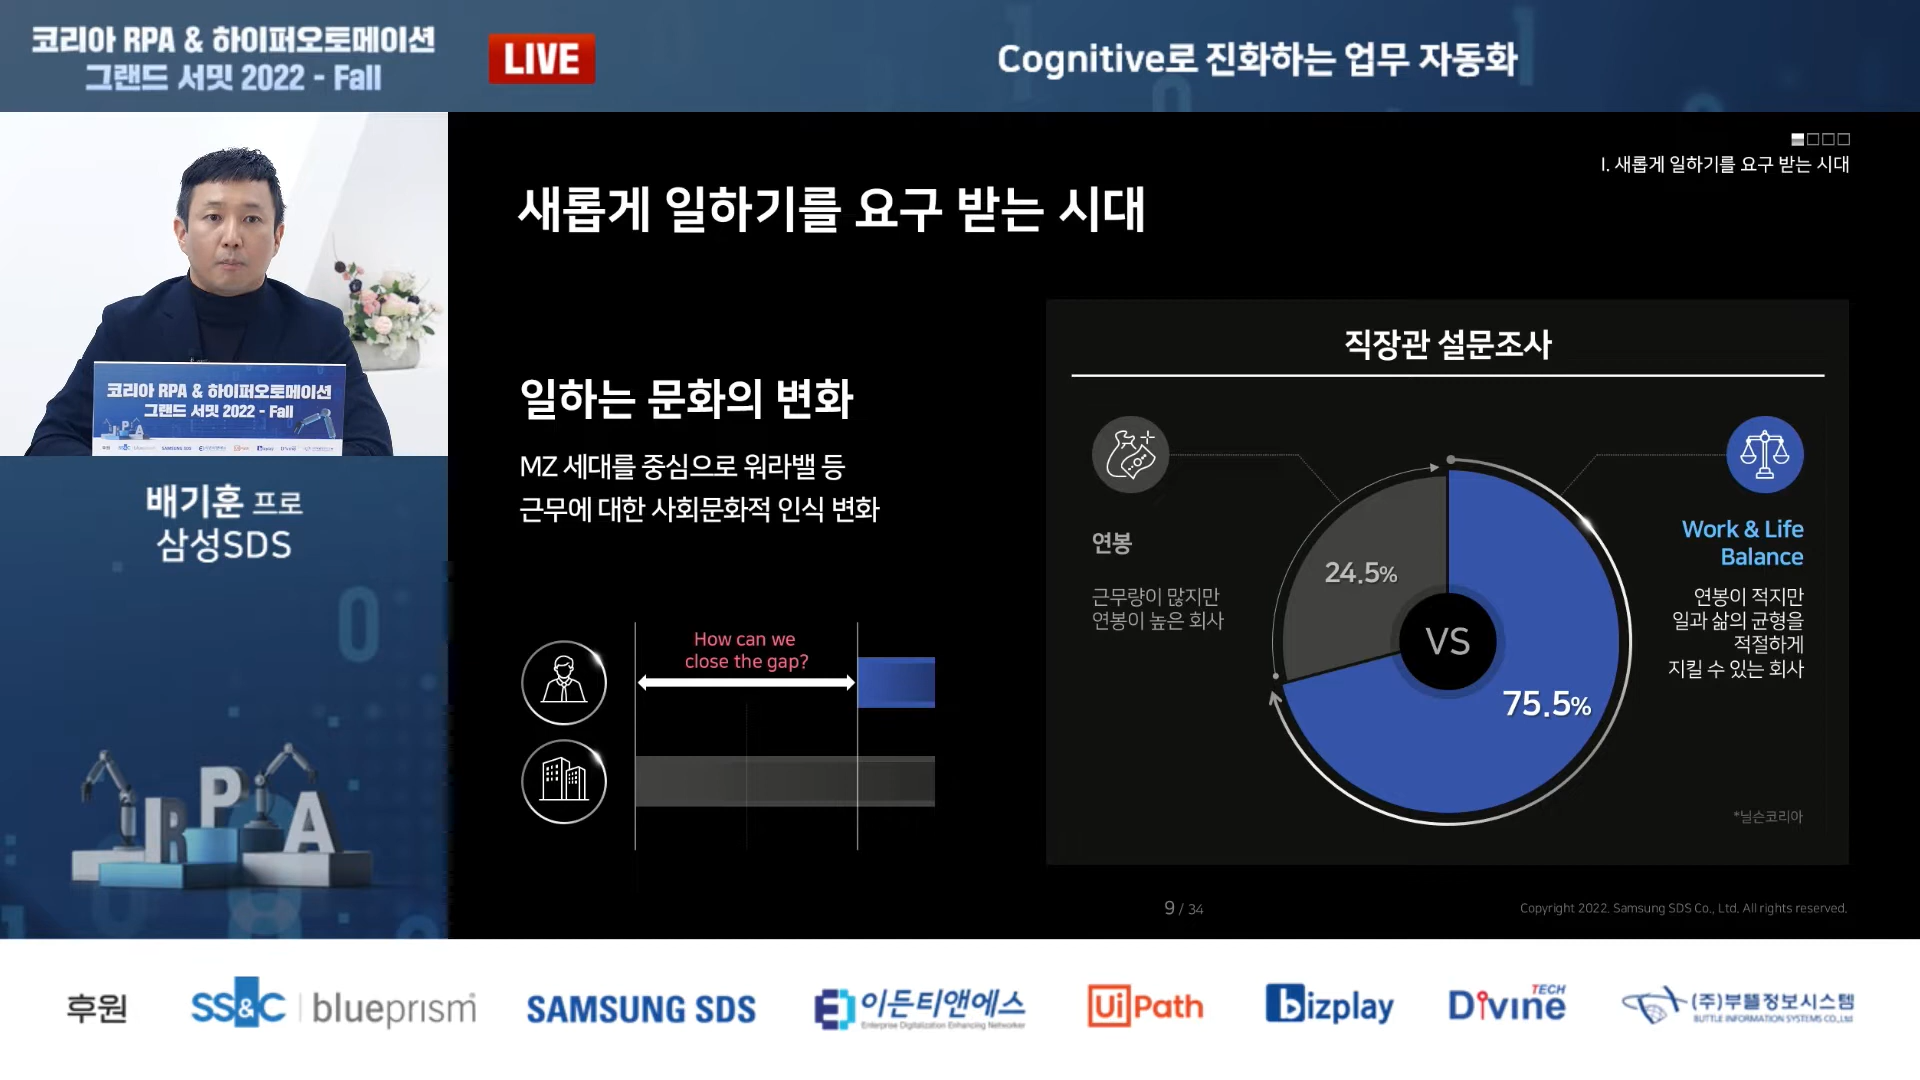 코리아 RPA & 하이퍼오토메이션
그랜드 서밋 2022 - Fall
LIVE
Cognitive로 진화하는 업무 자동화
I. 새롭게 일하기를 요구 받는 시대
새롭게 일하기를 요구 받는 시대
코리아 RPA & 하이퍼오토메이션
그랜드 서밋 2022 - Fall
배기훈 프로
삼성SDS
RPA
일하는 문화의 변화
MZ 세대를 중심으로 워라밸 등
근무에 대한 사회문화적 인식 변화
How can we
close the gap?
직장관 설문조사
연봉
근무량이 많지만
연봉이 높은 회사
24.5%
VS
75.5%
Work & Life
Balance
연봉이 적지만
일과 삶의 균형을
적절하게
지킬 수 있는 회사
*닐슨코리아
9 / 34
Copyright 2022. Samsung SDS Co., Ltd. All rights reserved.
후원
SS&C | blueprism
SAMSUNG SDS
이든티앤에스
Enterprise Digitalization Enhancing Networker
UiPath
bizplay
Divine TECH
(주)부뜰정보시스템
BUTTLE INFORMATION SYSTEMS CO.,Ltd